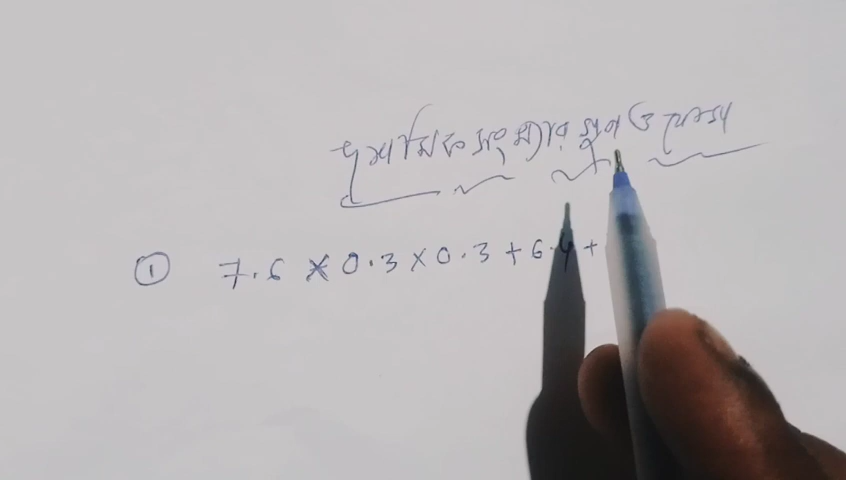 দশমিক সংখ্যার গুণ ও যোগ
① 7.6 × 0.3 × 0.3 + 6.4 +